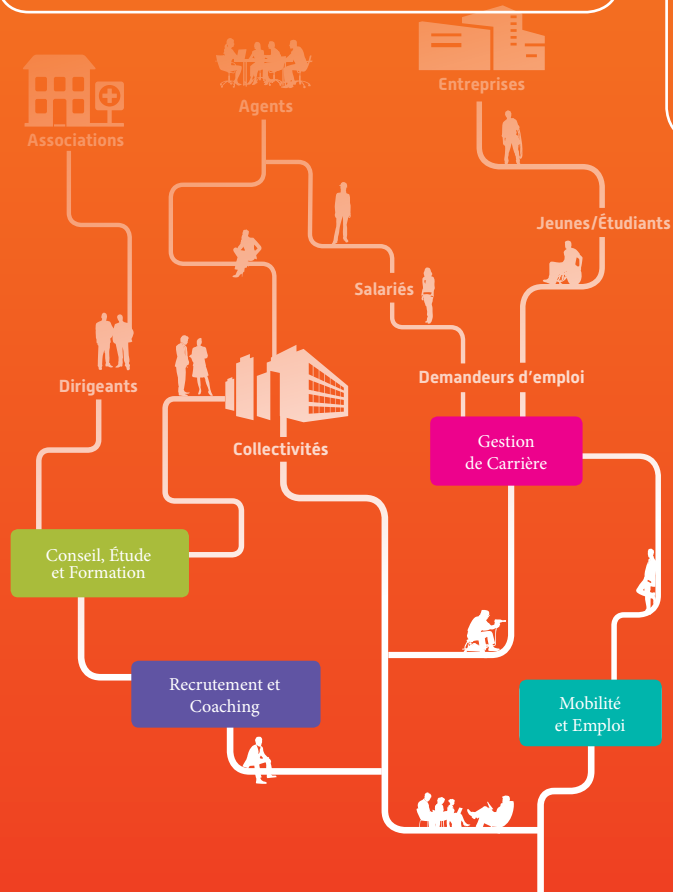 Entreprises
Agents
Associations
Jeunes/Étudiants
Salariés
Demandeurs d'emploi
Dirigeants
Collectivités
Gestion
de Carrière
Conseil, Étude
et Formation
Recrutement et
Coaching
Mobilité
et Emploi